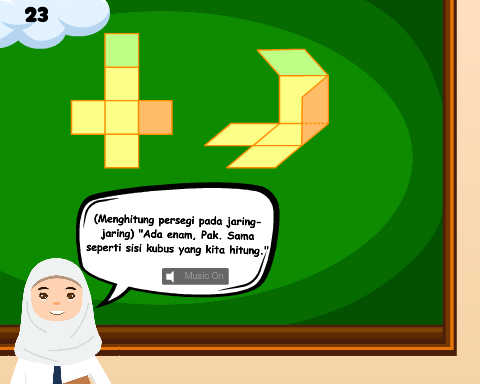 23
(Menghitung persegi pada jaring-
jaring) "Ada enam, Pak. Sama
seperti sisi kubus yang kita hitung."
Music On